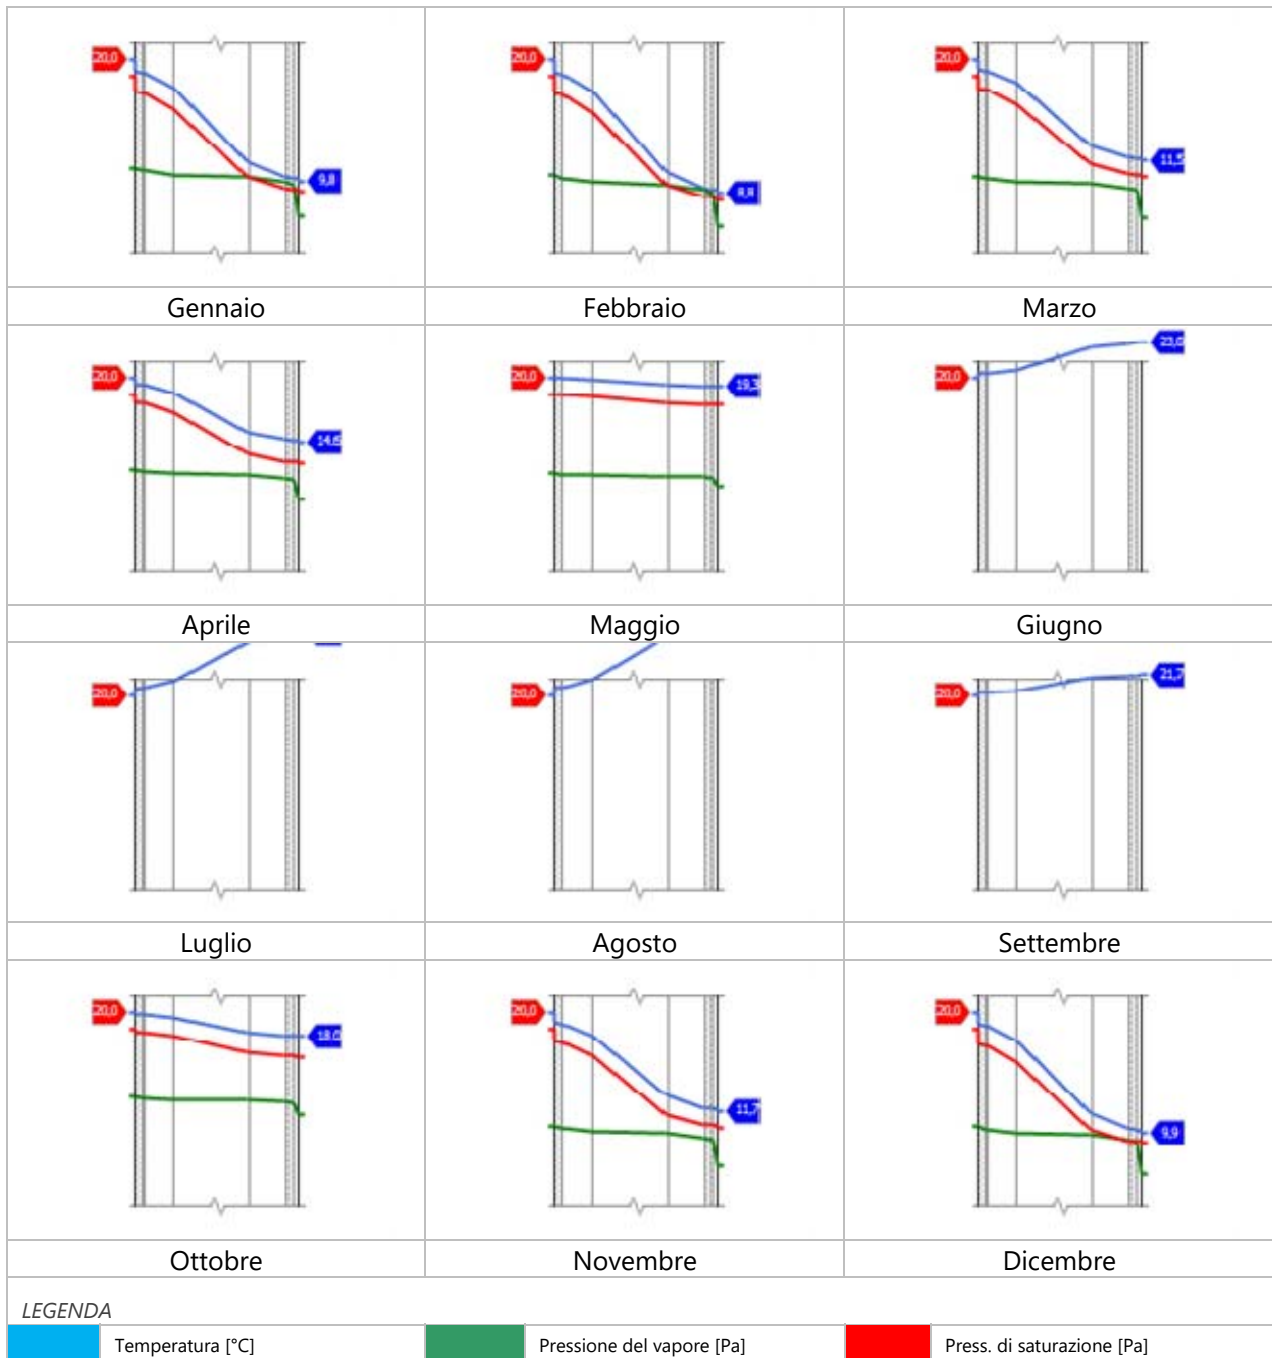 20,0 9,8 20,0 20,0 11,5
Gennaio Febbraio Marzo
20,0 14,6 20,0 19,3 20,0 23,0
Aprile Maggio Giugno
20,0 20,0 20,0 21,7
Luglio Agosto Settembre
20,0 18,0 20,0 11,7 20,0 9,9
Ottobre Novembre Dicembre
LEGENDA
Temperatura [°C] Pressione del vapore [Pa] Press. di saturazione [Pa]